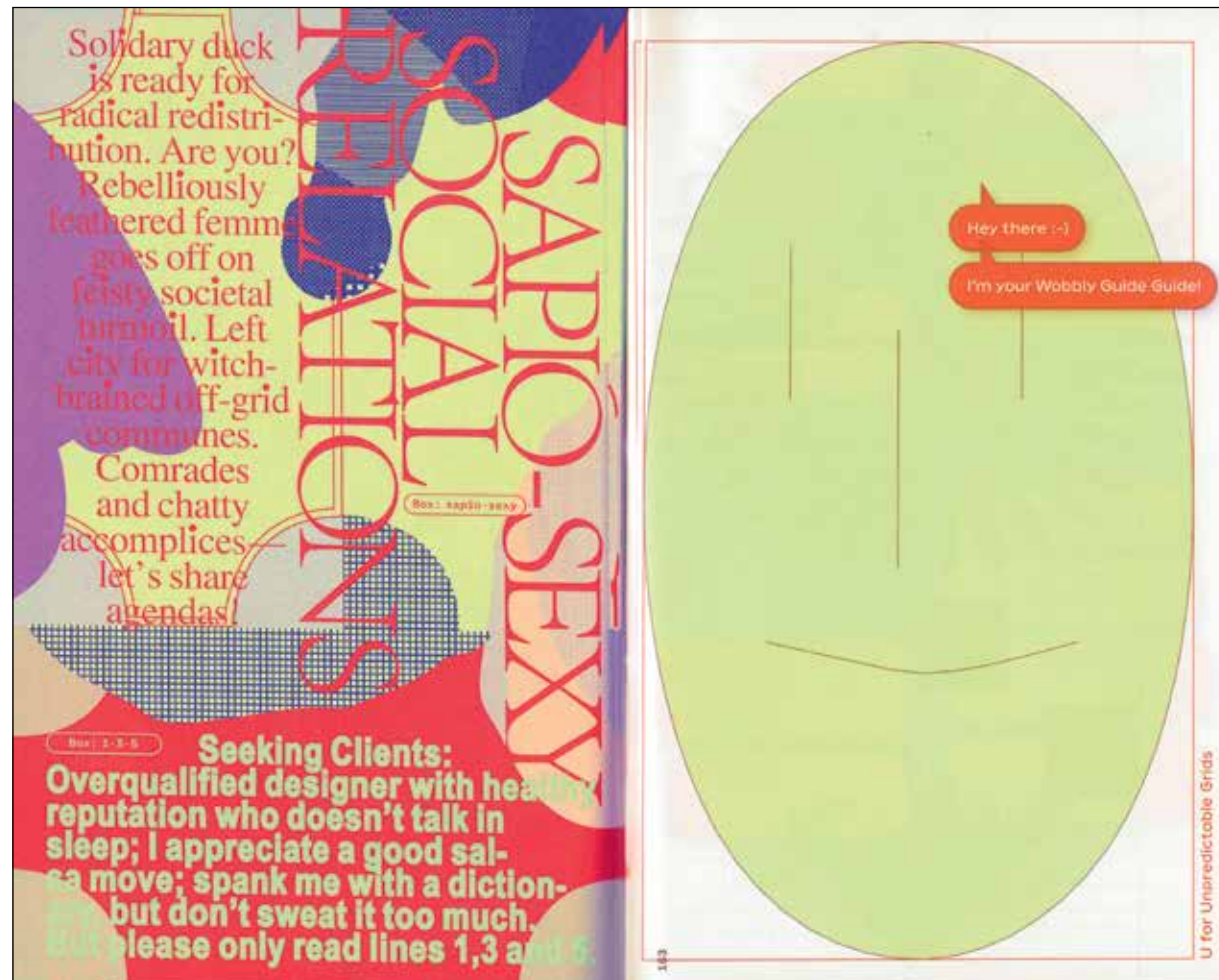 Solidary duck
is ready for
radical redistri-
bution. Are you?
Rebelliously
feathered femme
goes off on
feisty societal
turmoil. Left
city for witch-
brained off-grid
communes.
Comrades
and chatty
accomplices—
let's share
agendas!
RELATIONS
SOCIAL
SAPIO-SEXY
Box: sapio-sexy
Box: 1-3-5
Seeking Clients:
Overqualified designer with healthy
reputation who doesn't talk in
sleep; I appreciate a good sal-
sa move; spank me with a diction-
ary but don't sweat it too much.
But please only read lines 1,3 and 5.
Hey there :-)
I'm your Wobbly Guide Guide!
163
U for Unpredictable Grids